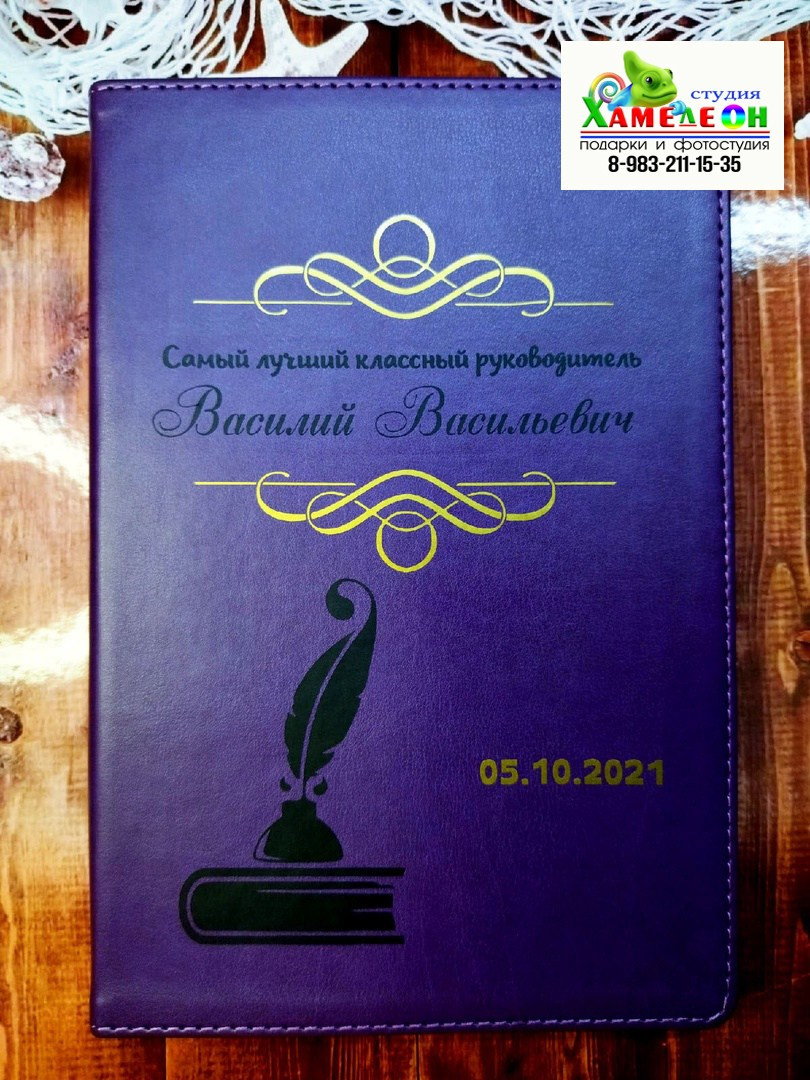 студия
ХАМЕЛЕОН
подарки и фотостудия
8-983-211-15-35
Самый лучший классный руководитель
Василий Васильевич
05.10.2021